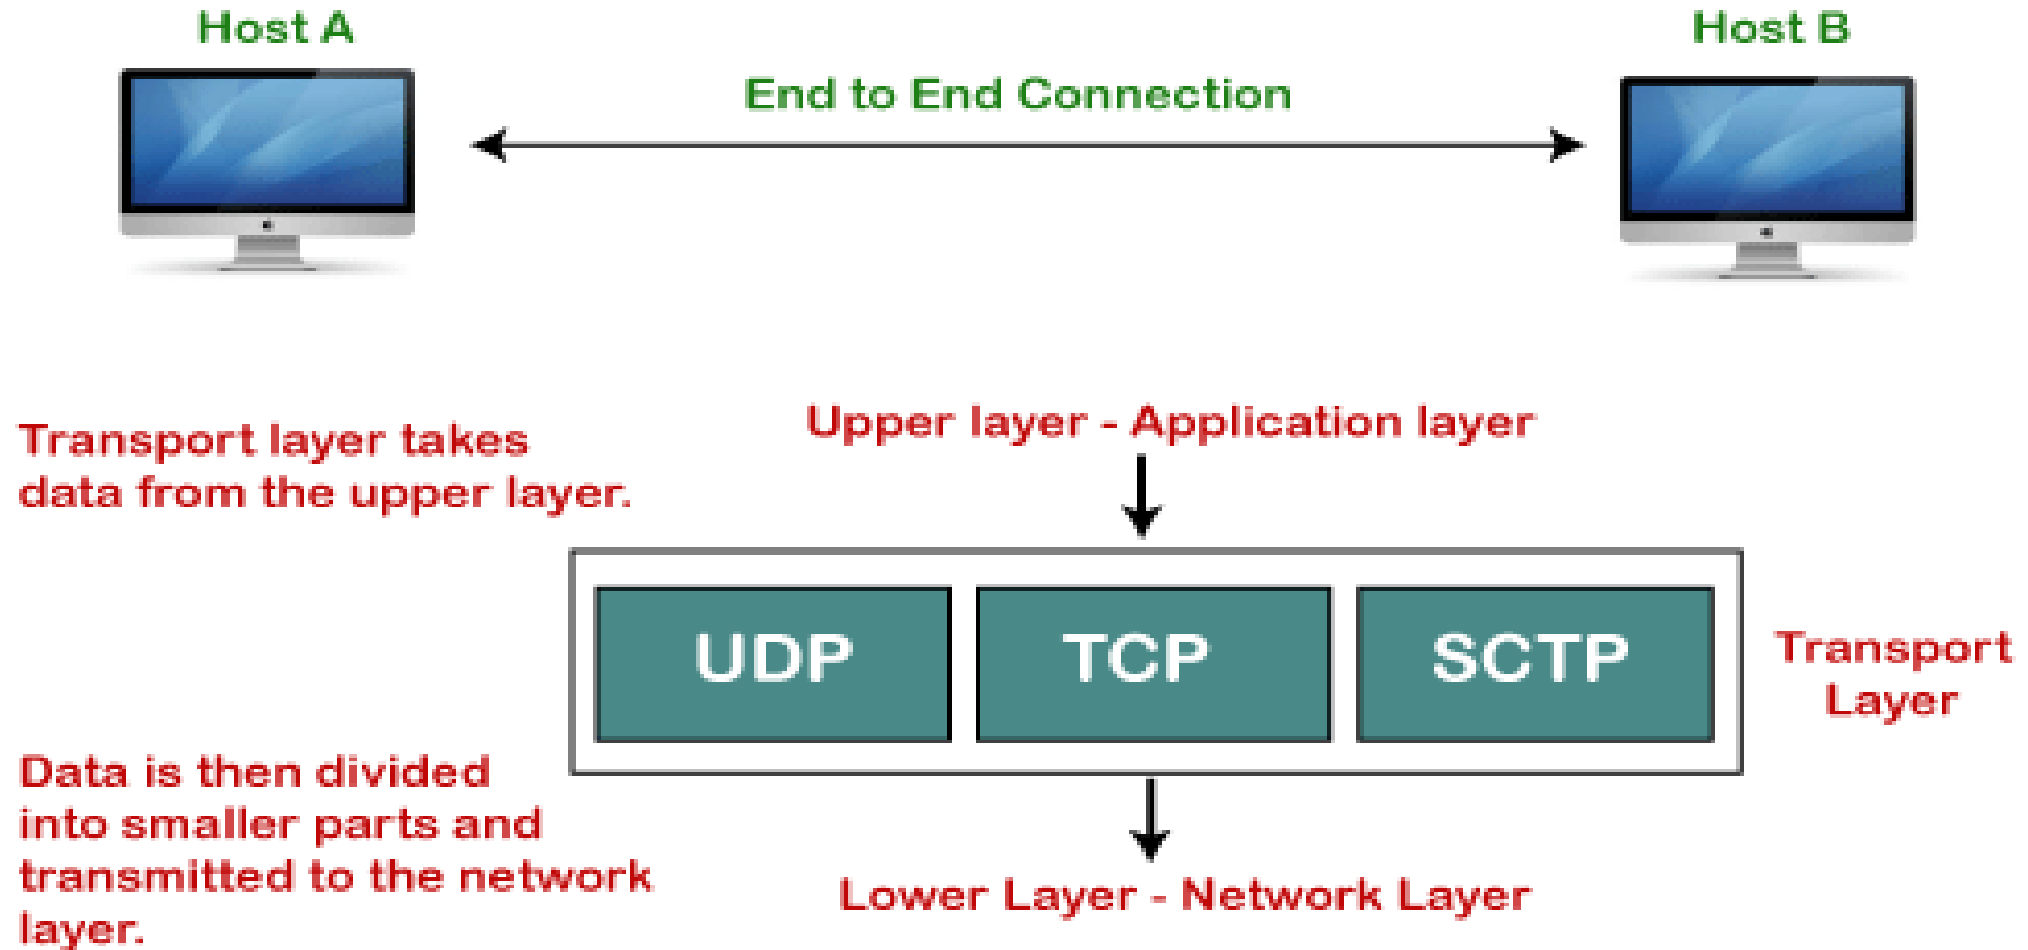 Host A
Host B
End to End Connection
Transport layer takes
data from the upper layer.
Upper layer - Application layer
UDP
TCP
SCTP
Transport
Layer
Data is then divided
into smaller parts and
transmitted to the network
layer.
Lower Layer - Network Layer